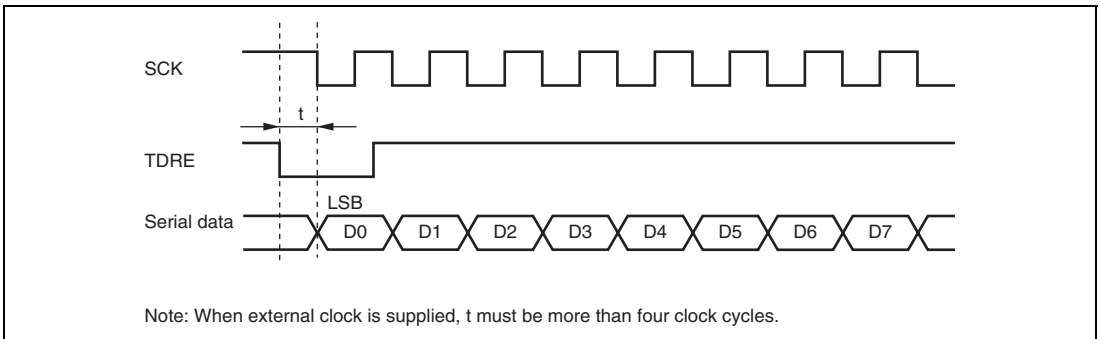 SCK
t
TDRE
LSB
Serial data
D0 D1 D2 D3 D4 D5 D6 D7
Note: When external clock is supplied, t must be more than four clock cycles.